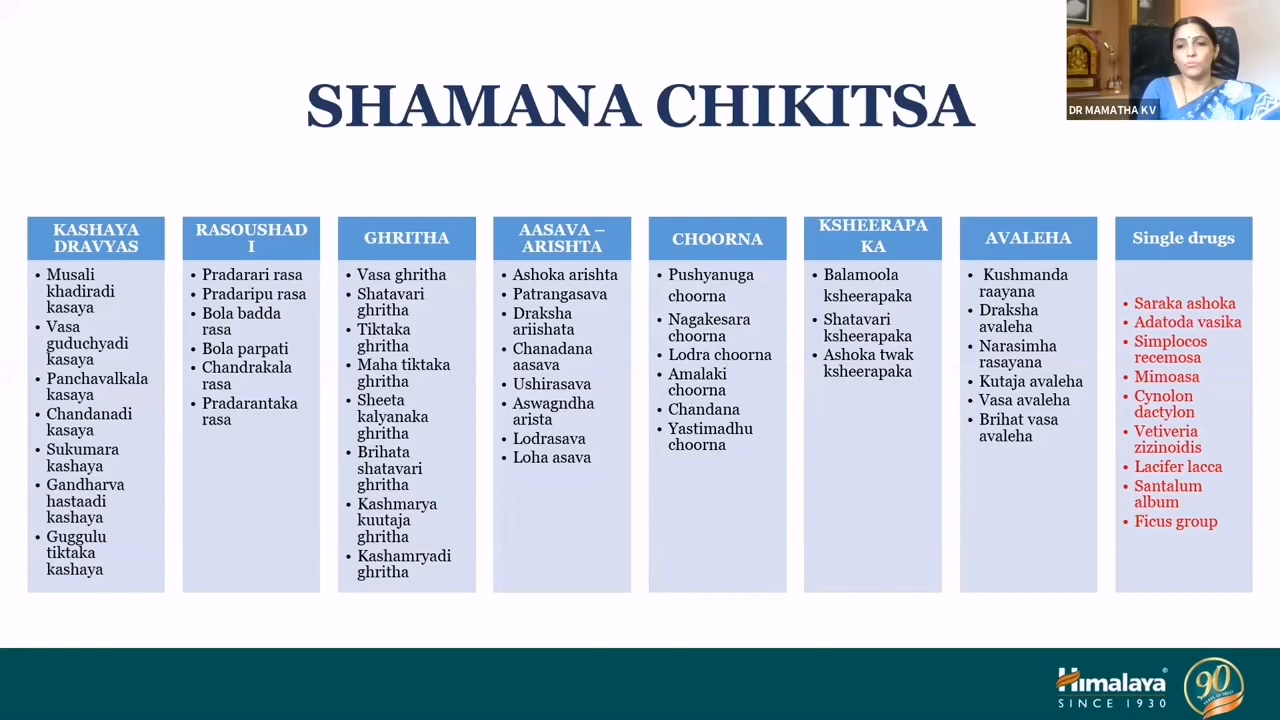 DR MAMATHA KV
SHAMANA CHIKITSA
KASHAYA
DRAVYAS
• Musali
khadiradi
kasaya
• Vasa
guduchyadi
kasaya
• Panchavalkala
kasaya
• Chandanadi
kasaya
• Sukumara
kashaya
• Gandharva
hastaadi
kashaya
• Guggulu
tiktaka
kashaya
RASOUSHAD
I
• Pradarari rasa
• Pradaripu rasa
• Bola badda
rasa
• Bola parpati
• Chandrakala
rasa
• Pradarantaka
rasa
GHRITHA
• Vasa ghritha
• Shatavari
ghritha
• Tiktaka
ghritha
• Maha tiktaka
ghritha
• Sheeta
kalyanaka
ghritha
• Brihata
shatavari
ghritha
• Kashmarya
kuutaja
ghritha
• Kashamryadi
ghritha
AASAVA –
ARISHTA
• Ashoka arishta
• Patrangasava
• Draksha
ariishata
• Chanadana
aasava
• Ushirasava
• Aswagndha
arista
• Lodrasava
• Loha asava
CHOORNA
• Pushyanuga
choorna
• Nagakesara
choorna
• Lodra choorna
• Amalaki
choorna
• Chandana
• Yastimadhu
choorna
KSHEERAPA
KA
• Balamoola
ksheerapaka
• Shatavari
ksheerapaka
• Ashoka twak
ksheerapaka
AVALEHA
• Kushmanda
raayana
• Draksha
avaleha
• Narasimha
rasayana
• Kutaja avaleha
• Vasa avaleha
• Brihat vasa
avaleha
Single drugs
• Saraka ashoka
• Adatoda vasika
• Simplocos
recemosa
• Mimoasa
• Cynolon
dactylon
• Vetiveria
zizinoidis
• Lacifer lacca
• Santalum
album
• Ficus group
Himalaya®
SINCE 1930
90
YEARS OF TRUST